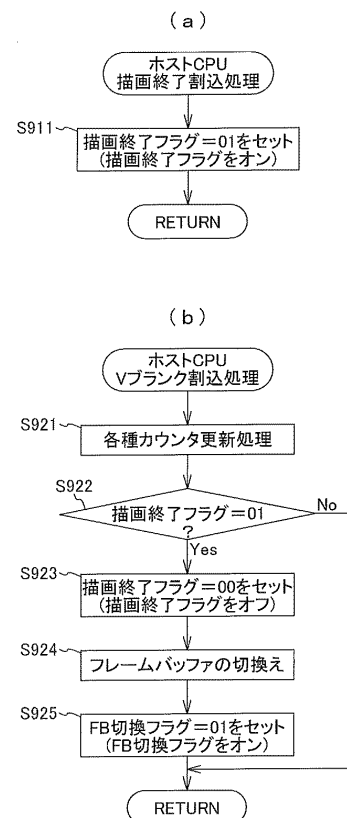 (a)
ホストCPU
描画終了割込処理
S911
描画終了フラグ=01をセット
(描画終了フラグをオン)
RETURN
(b)
ホストCPU
Vブランク割込処理
S921
各種カウンタ更新処理
S922
描画終了フラグ=01
?
No
Yes
S923
描画終了フラグ=00をセット
(描画終了フラグをオフ)
S924
フレームバッファの切換え
S925
FB切換フラグ=01をセット
(FB切換フラグをオン)
RETURN